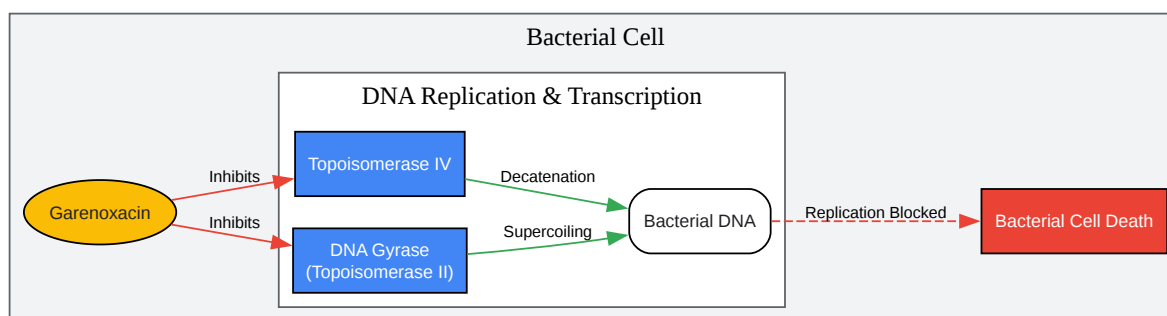 Bacterial Cell
DNA Replication & Transcription
Topoisomerase IV
Inhibits
Decatenation
Garenoxacin
Bacterial DNA
Replication Blocked
Bacterial Cell Death
Inhibits
Supercoiling
DNA Gyrase
(Topoisomerase II)